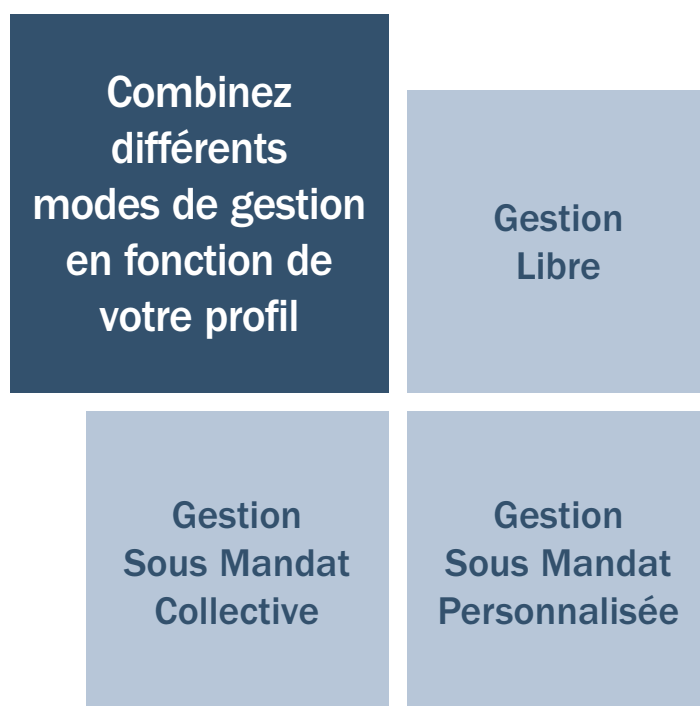 Combinez
différents
modes de gestion
en fonction de
votre profil
Gestion
Libre
Gestion
Sous Mandat
Collective
Gestion
Sous Mandat
Personnalisée